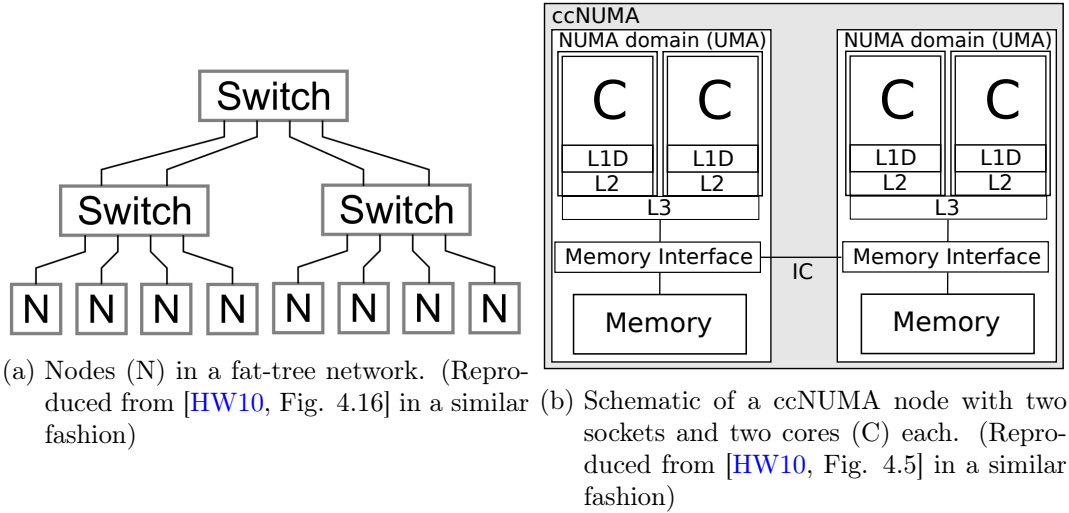 Switch
Switch Switch
N N N N N N N N
(a) Nodes (N) in a fat-tree network. (Repro-
duced from [HW10, Fig. 4.16] in a similar
fashion)
ccNUMA
NUMA domain (UMA) NUMA domain (UMA)
C C C C
L1D L1D L1D L1D
L2 L2 L2 L2
L3 L3
Memory Interface IC Memory Interface
Memory Memory
(b) Schematic of a ccNUMA node with two
sockets and two cores (C) each. (Repro-
duced from [HW10, Fig. 4.5] in a similar
fashion)